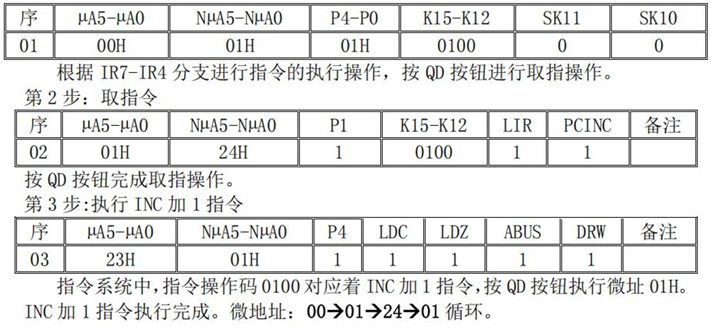 序 μA5-μA0 NμA5-NμA0 P4-P0 K15-K12 SK11 SK10
01 00H 01H 01H 0100 0 0
根据 IR7-IR4 分支进行指令的执行操作，按 QD 按钮进行取指操作。
第 2 步：取指令
序 μA5-μA0 NμA5-NμA0 P1 K15-K12 LIR PCINC 备注
02 01H 24H 1 0100 1 1
按 QD 按钮完成取指操作。
第 3 步:执行 INC 加 1 指令
序 μA5-μA0 NμA5-NμA0 P4 LDC LDZ ABUS DRW 备注
03 23H 01H 1 1 1 1 1
指令系统中,指令操作码 0100 对应着 INC 加 1 指令,按 QD 按钮执行微址 01H。
INC 加 1 指令执行完成。微地址：00→01→24→01 循环。